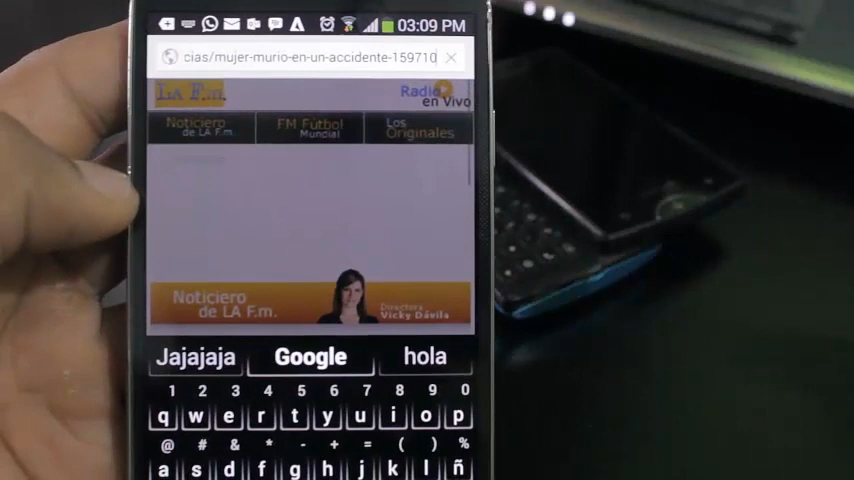 03:09 PM
cias/mujer-murio-en-un-accidente-159710
LA F.m.
Radio
en Vivo
Noticiero
de LA F.m.
FM Fútbol
Mundial
Los
Originales
Noticiero
de LA F.m.
Directora
Vicky Dávila
Jajajaja Google hola
1 2 3 4 5 6 7 8 9 0
q w e r t y u i o p
@ # & * - + = ( ) %
a s d f g h j k l ñ